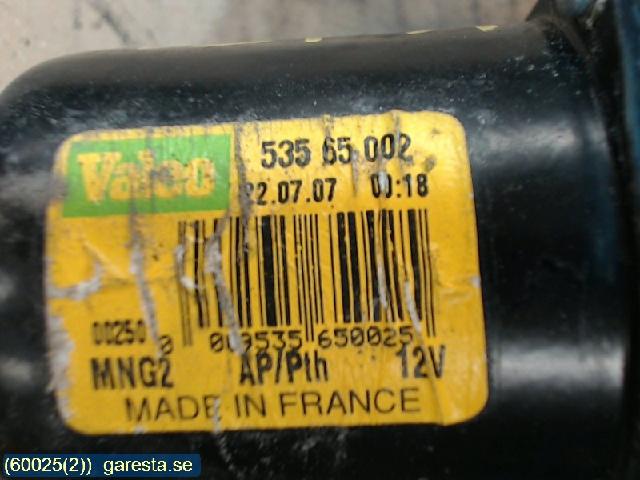 Valeo
535 65 002
22.07.07 00:18
00250
0 009535 650025
MNG2 AP/Pth 12V
MADE IN FRANCE
(60025(2)) garesta.se